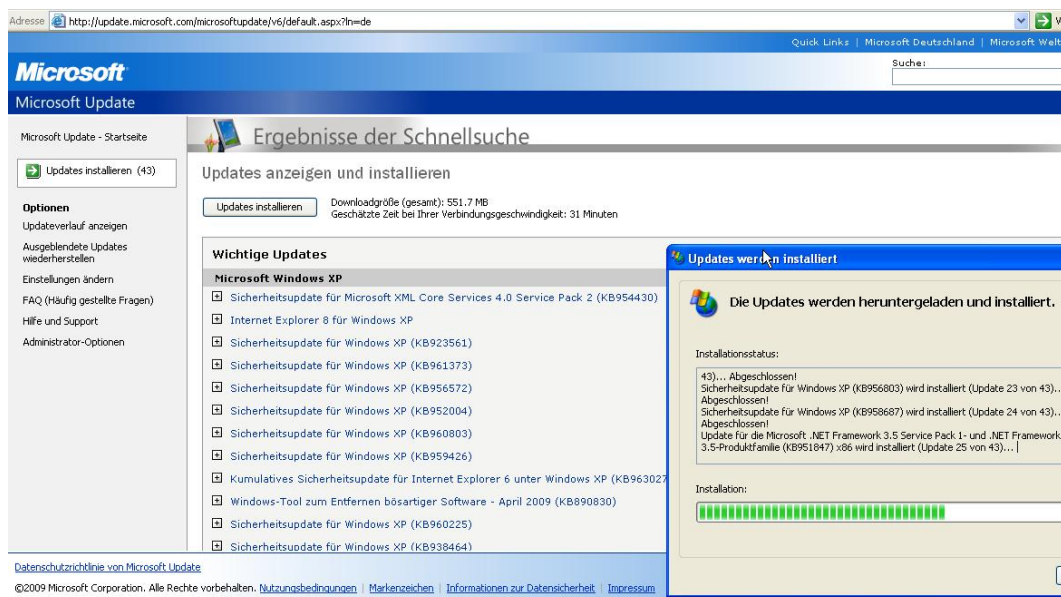 Adresse http://update.microsoft.com/microsoftupdate/v6/default.aspx?ln=de
Quick Links | Microsoft Deutschland | Microsoft Welt
Microsoft
Suche:
Microsoft Update
Microsoft Update - Startseite
Updates installieren (43)
Optionen
Updateverlauf anzeigen
Ausgeblendete Updates
wiederherstellen
Einstellungen ändern
FAQ (Häufig gestellte Fragen)
Hilfe und Support
Administrator-Optionen
Ergebnisse der Schnellsuche
Updates anzeigen und installieren
Updates installieren
Downloadgröße (gesamt): 551.7 MB
Geschätzte Zeit bei Ihrer Verbindungsgeschwindigkeit: 31 Minuten
Wichtige Updates
Microsoft Windows XP
Sicherheitsupdate für Microsoft XML Core Services 4.0 Service Pack 2 (KB954430)
Internet Explorer 8 für Windows XP
Sicherheitsupdate für Windows XP (KB923561)
Sicherheitsupdate für Windows XP (KB961373)
Sicherheitsupdate für Windows XP (KB956572)
Sicherheitsupdate für Windows XP (KB952004)
Sicherheitsupdate für Windows XP (KB960803)
Sicherheitsupdate für Windows XP (KB959426)
Kumulatives Sicherheitsupdate für Internet Explorer 6 unter Windows XP (KB963027
Windows-Tool zum Entfernen bösartiger Software - April 2009 (KB890830)
Sicherheitsupdate für Windows XP (KB960225)
Sicherheitsupdate für Windows XP (KB938464)
Updates werden installiert
Die Updates werden heruntergeladen und installiert.
Installationsstatus:
43)... Abgeschlossen!
Sicherheitsupdate für Windows XP (KB956803) wird installiert (Update 23 von 43)...
Abgeschlossen!
Sicherheitsupdate für Windows XP (KB958687) wird installiert (Update 24 von 43)...
Abgeschlossen!
Update für die Microsoft .NET Framework 3.5 Service Pack 1- und .NET Framework
3.5-Produktfamilie (KB951847) x86 wird installiert (Update 25 von 43)...
Installation:
Datenschutzrichtlinie von Microsoft Update
©2009 Microsoft Corporation. Alle Rechte vorbehalten. Nutzungsbedingungen | Markenzeichen | Informationen zur Datensicherheit | Impressum